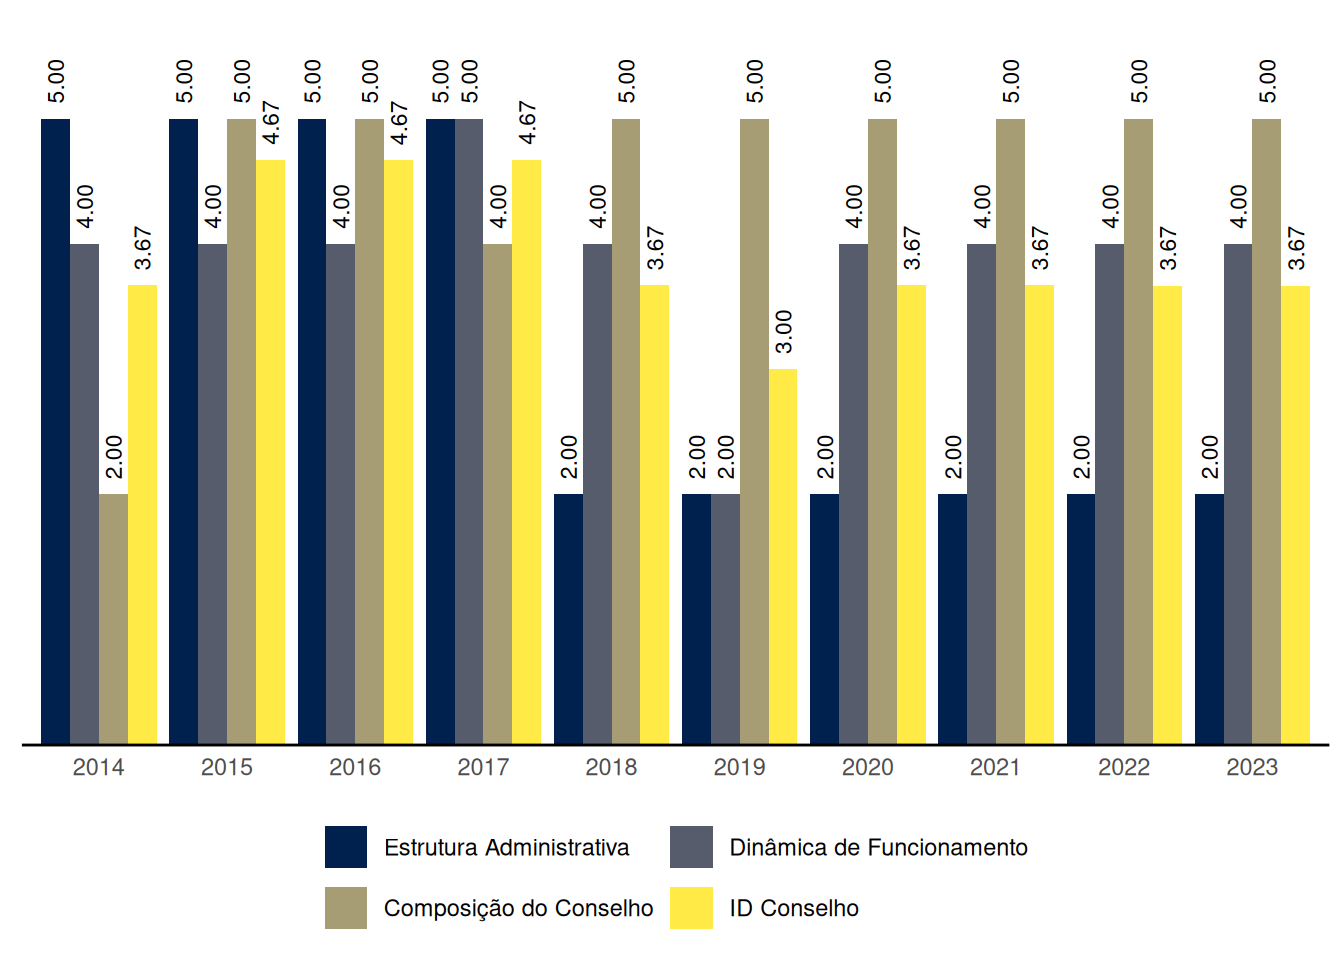 5.00 4.00 2.00 3.67 5.00 4.00 5.00 4.67 5.00 4.00 5.00 4.67 5.00 5.00 4.00 4.67 2.00 4.00 5.00 3.67 2.00 2.00 5.00 3.00 2.00 4.00 5.00 3.67 2.00 4.00 5.00 3.67 2.00 4.00 5.00 3.67 2.00 4.00 5.00 3.67
2014 2015 2016 2017 2018 2019 2020 2021 2022 2023
Estrutura Administrativa Dinâmica de Funcionamento
Composição do Conselho ID Conselho